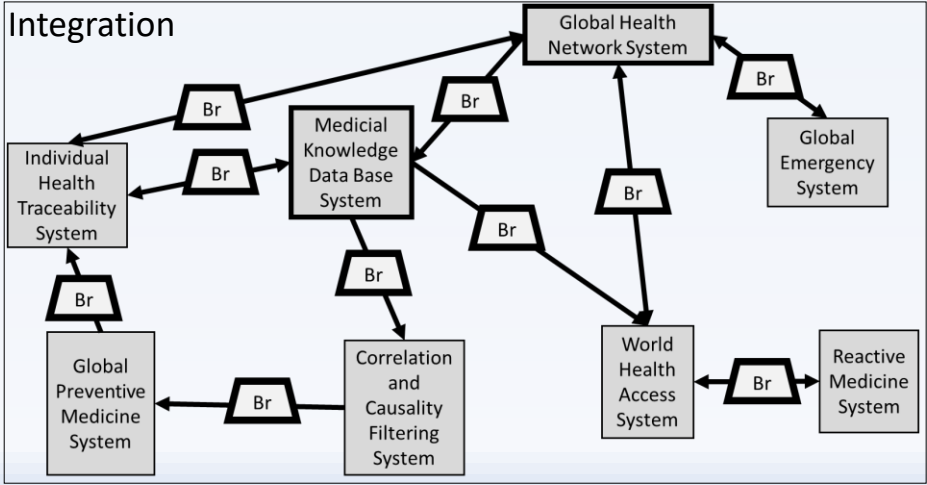 Integration
Global Health
Network System
Br
Br
Br
Medicial
Knowledge
Data Base
System
Global
Emergency
System
Individual
Health
Traceability
System
Br
Br
Br
Br
Br
World
Health
Access
System
Reactive
Medicine
System
Br
Global
Preventive
Medicine
System
Br
Correlation
and
Causality
Filtering
System